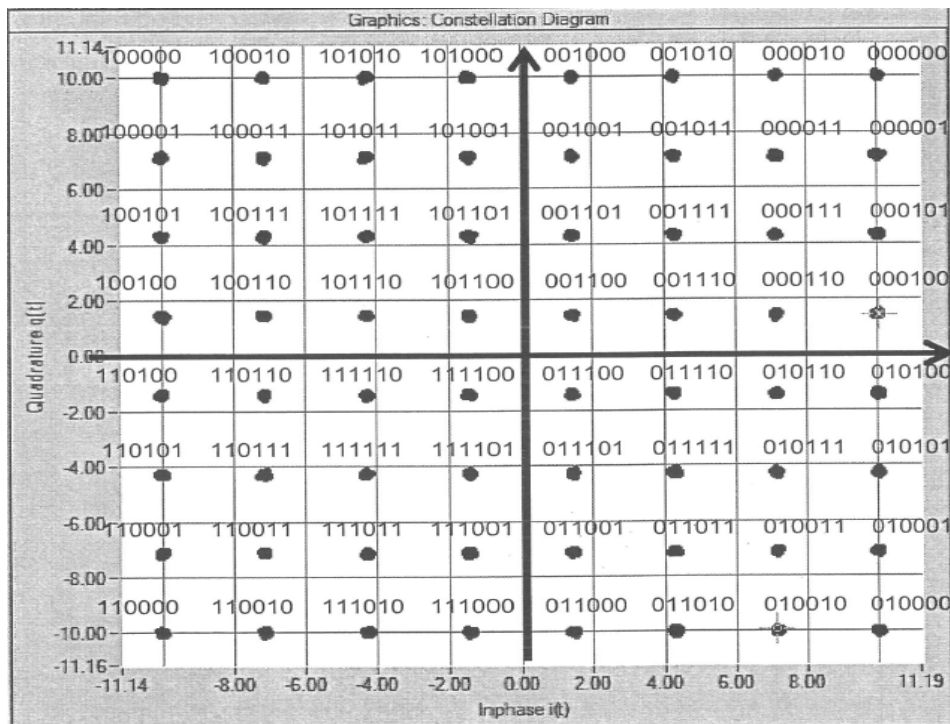 Graphics: Constellation Diagram
11.14
100000 100010 101010 101000 001000 001010 000010 000000
10.00
8.00
100001 100011 101011 101001 001001 001011 000011 000001
6.00
100101 100111 101111 101101 001101 001111 000111 000101
4.00
100100 100110 101110 101100 001100 001110 000110 000100
2.00
Quadrature q(t)
0.00
110100 110110 111110 111100 011100 011110 010110 010100
-2.00
110101 110111 111111 111101 011101 011111 010111 010101
-4.00
-6.00
110001 110011 111011 111001 011001 011011 010011 010001
-8.00
110000 110010 111010 111000 011000 011010 010010 010000
-10.00
-11.16
-11.14 -8.00 -6.00 -4.00 -2.00 0.00 2.00 4.00 6.00 8.00 11.19
Inphase i(t)